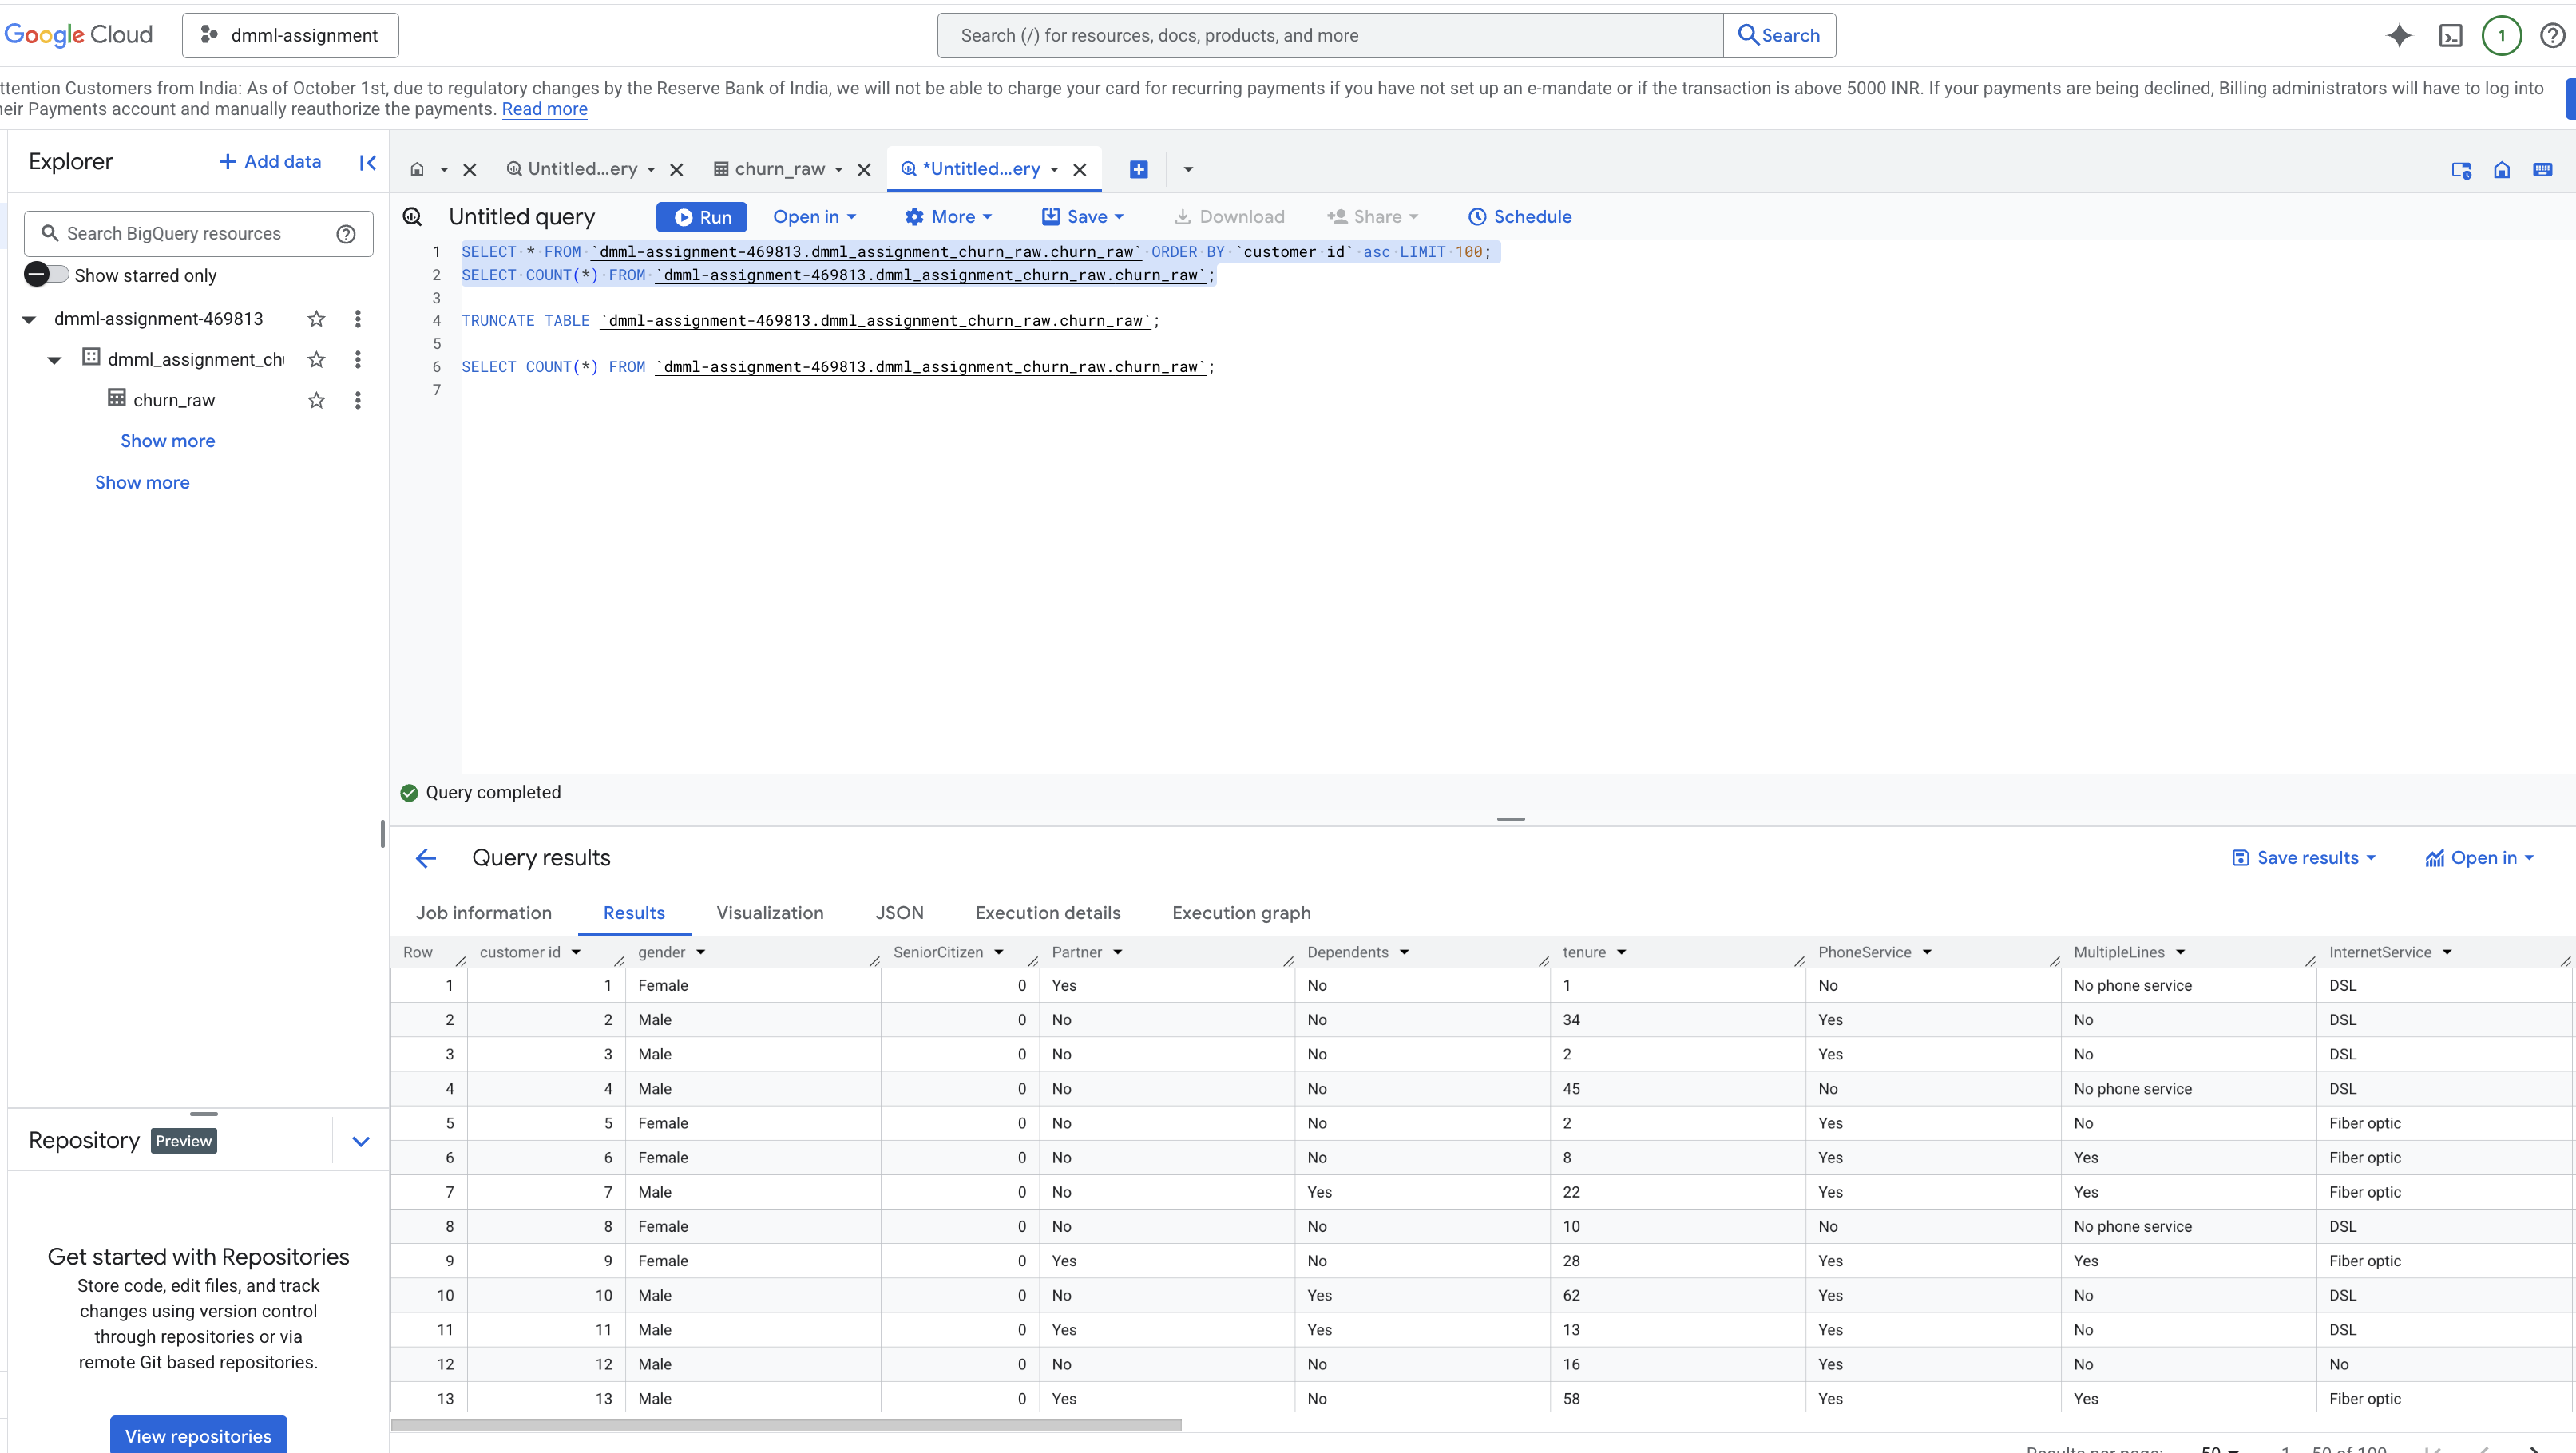 Google Cloud
dmml-assignment
Search (/) for resources, docs, products, and more
Search
1
ttention Customers from India: As of October 1st, due to regulatory changes by the Reserve Bank of India, we will not be able to charge your card for recurring payments if you have not set up an e-mandate or if the transaction is above 5000 INR. If your payments are being declined, Billing administrators will have to log into
neir Payments account and manually reauthorize the payments. Read more
Explorer
Add data
Search BigQuery resources
Show starred only
dmml-assignment-469813
dmml_assignment_ch
churn_raw
Show more
Show more
Untitled...ery
churn_raw
*Untitled...ery
Untitled query
Run
Open in
More
Save
Download
Share
Schedule
1 SELECT * FROM `dmml-assignment-469813.dmml_assignment_churn_raw.churn_raw` ORDER BY `customer id` asc LIMIT 100;
2 SELECT COUNT(*) FROM `dmml-assignment-469813.dmml_assignment_churn_raw.churn_raw`;
3
4 TRUNCATE TABLE `dmml-assignment-469813.dmml_assignment_churn_raw.churn_raw`;
5
6 SELECT COUNT(*) FROM `dmml-assignment-469813.dmml_assignment_churn_raw.churn_raw`;
7
Query completed
Query results
Save results
Open in
Job information
Results
Visualization
JSON
Execution details
Execution graph
Row customer id gender SeniorCitizen Partner Dependents tenure PhoneService MultipleLines InternetService
1 1 Female 0 Yes No 1 No No phone service DSL
2 2 Male 0 No No 34 Yes No DSL
3 3 Male 0 No No 2 Yes No DSL
4 4 Male 0 No No 45 No No phone service DSL
5 5 Female 0 No No 2 Yes No Fiber optic
6 6 Female 0 No No 8 Yes Yes Fiber optic
7 7 Male 0 No Yes 22 Yes Yes Fiber optic
8 8 Female 0 No No 10 No No phone service DSL
9 9 Female 0 Yes No 28 Yes Yes Fiber optic
10 10 Male 0 No Yes 62 Yes No DSL
11 11 Male 0 Yes Yes 13 Yes No DSL
12 12 Male 0 No No 16 Yes No No
13 13 Male 0 Yes No 58 Yes Yes Fiber optic
Results per page: 50 1 – 50 of 100
Repository
Preview
Get started with Repositories
Store code, edit files, and track
changes using version control
through repositories or via
remote Git based repositories.
View repositories